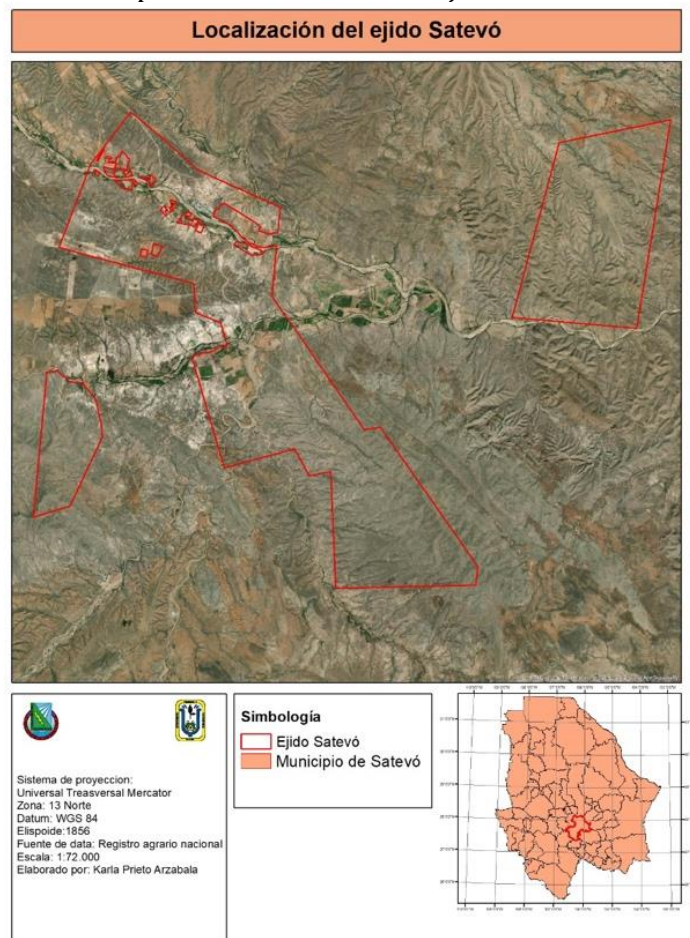 Localización del ejido Satevó
Simbología
Ejido Satevó
Municipio de Satevó
Sistema de proyeccion:
Universal Treasversal Mercator
Zona: 13 Norte
Datum: WGS 84
Elispoide:1856
Fuente de data: Registro agrario nacional
Escala: 1:72.000
Elaborado por: Karla Prieto Arzabala